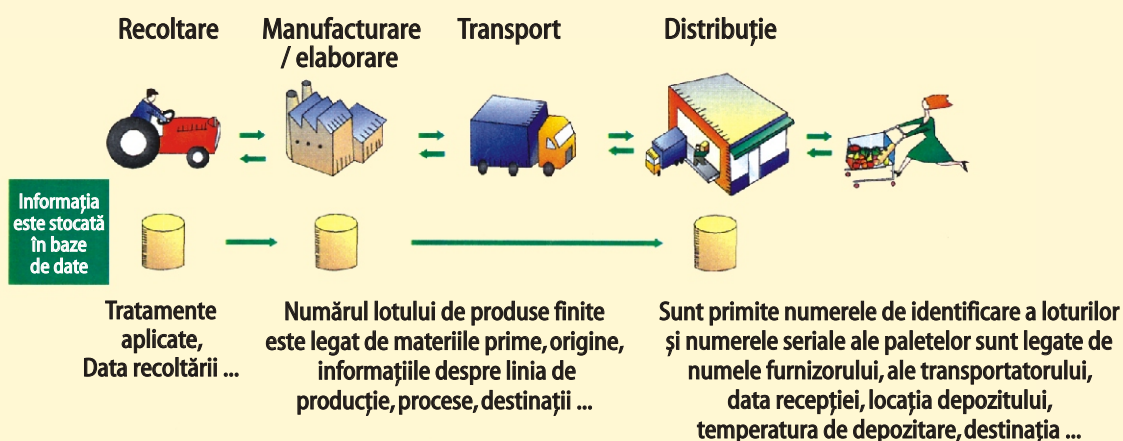 Recoltare
Manufacturare
/ elaborare
Transport
Distribuție
Informația
este stocată
în baze
de date
Tratamente
aplicate,
Data recoltării ...
Numărul lotului de produse finite
este legat de materiile prime, origine,
informațiile despre linia de
producție, procese, destinații ...
Sunt primite numerele de identificare a loturilor
și numerele seriale ale paletelor sunt legate de
numele furnizorului, ale transportatorului,
data recepției, locația depozitului,
temperatura de depozitare, destinația ...